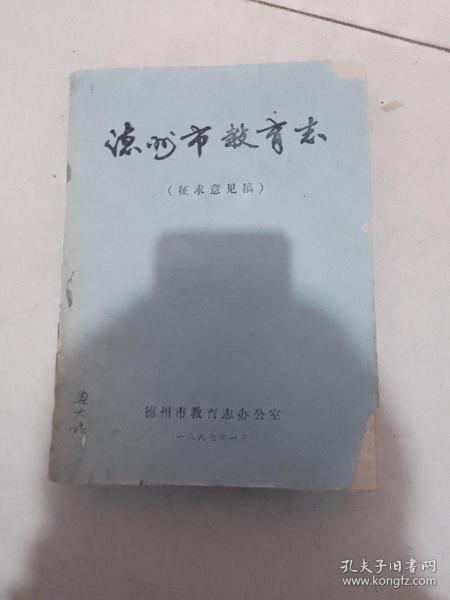 德州市教育志
（征求意见稿）
德州市教育志办公室
一九八七年一月
孔夫子旧书网
www.kongfz.com